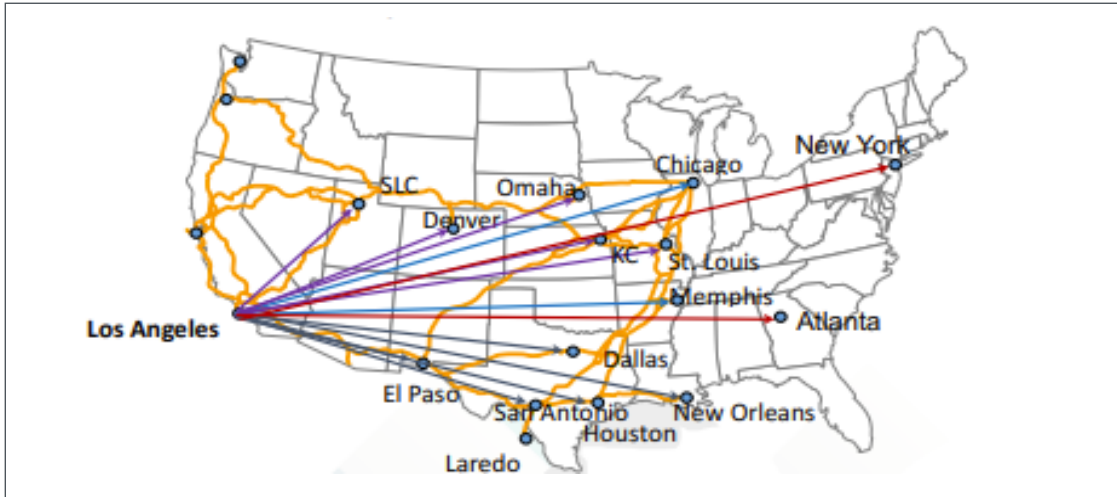 New York
Chicago
SLC
Omaha
Denver
KC
St. Louis
Memphis
Los Angeles
Atlanta
Dallas
El Paso
San Antonio
New Orleans
Houston
Laredo